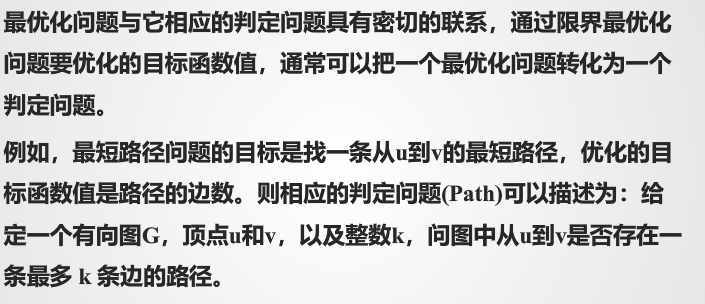 最优化问题与它相应的判定问题具有密切的联系，通过限界最优化
问题要优化的目标函数值，通常可以把一个最优化问题转化为一个
判定问题。
例如，最短路径问题的目标是找一条从u到v的最短路径，优化的目
标函数值是路径的边数。则相应的判定问题(Path)可以描述为：给
定一个有向图G，顶点u和v，以及整数k，问图中从u到v是否存在一
条最多 k 条边的路径。